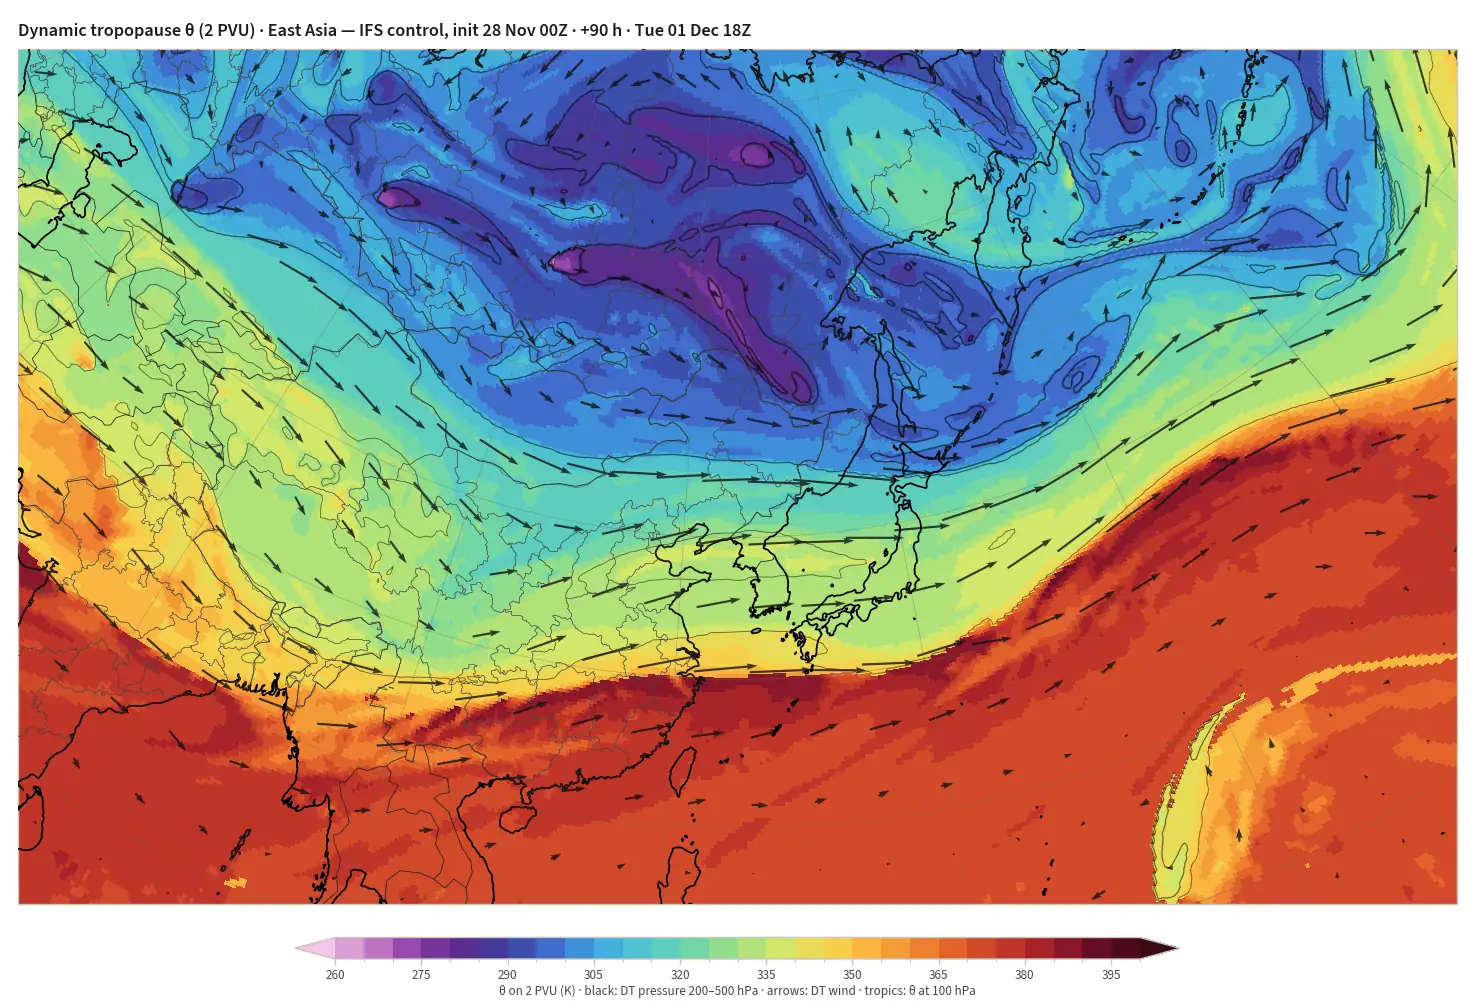 Dynamic tropopause θ (2 PVU) · East Asia — IFS control, init 28 Nov 00Z · +90 h · Tue 01 Dec 18Z
260 275 290 305 320 335 350 365 380 395
θ on 2 PVU (K) · black: DT pressure 200–500 hPa · arrows: DT wind · tropics: θ at 100 hPa